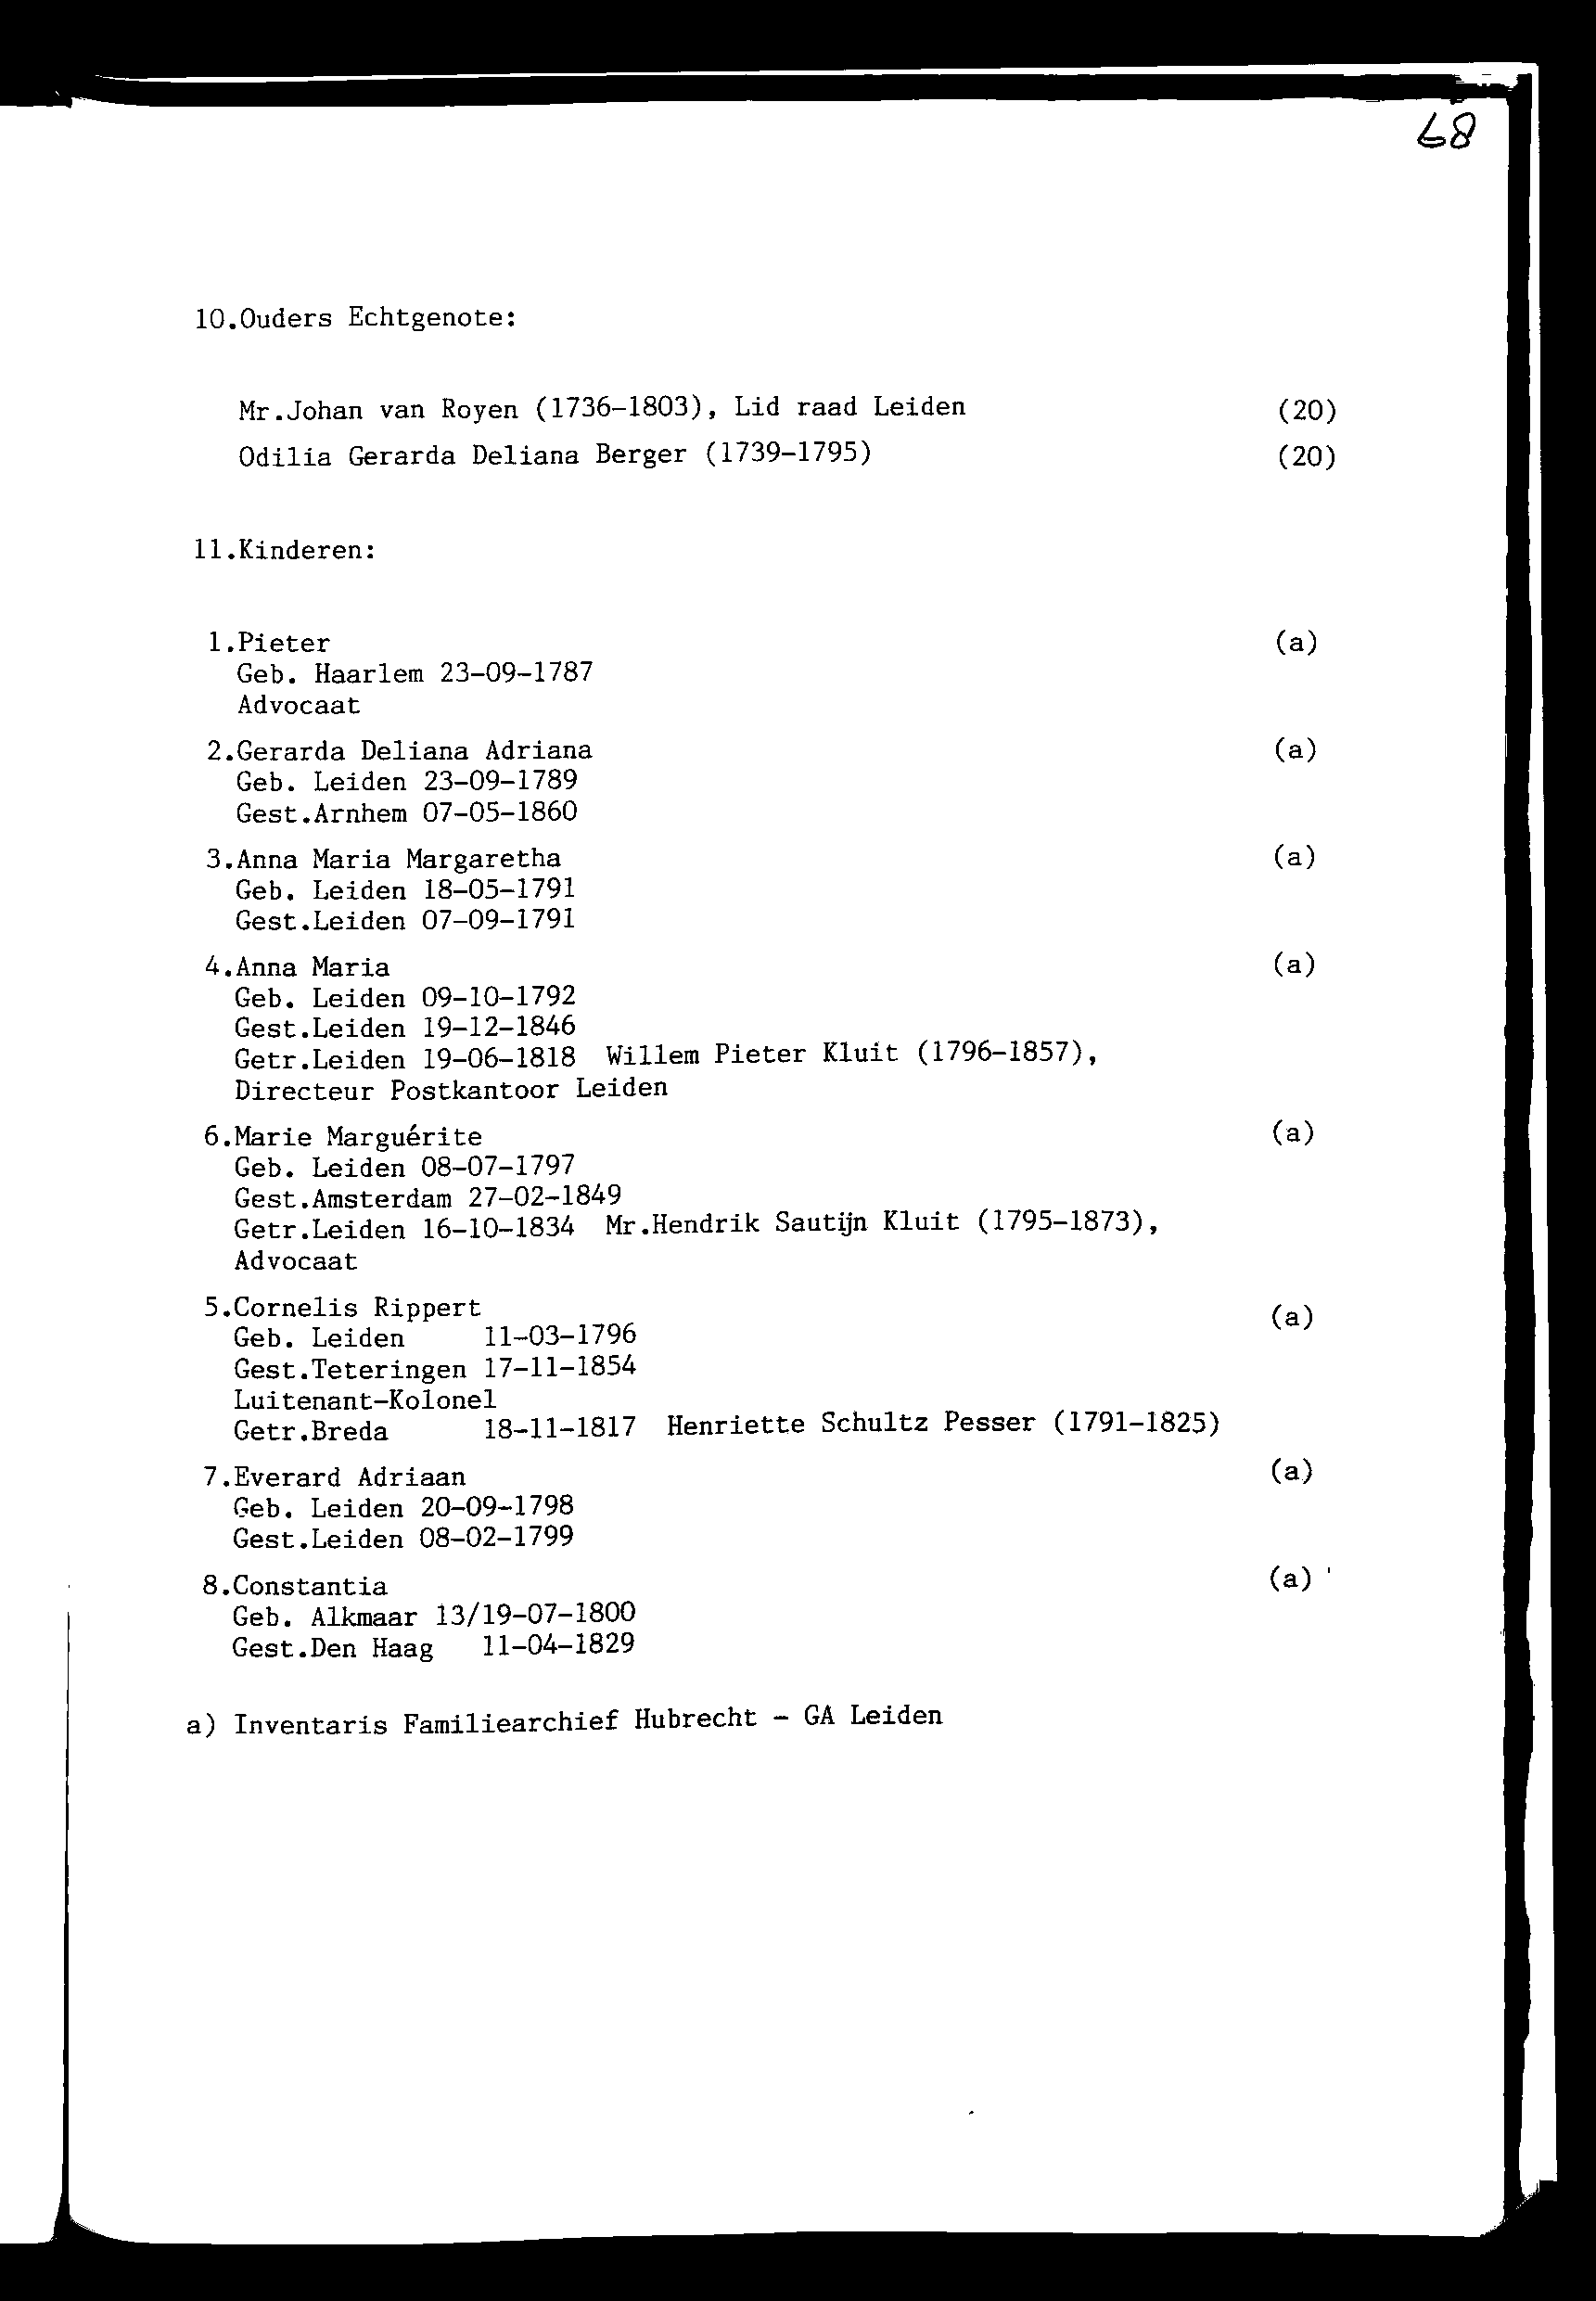 68
10.Ouders Echtgenote:
Mr.Johan van Royen (1736-1803), Lid raad Leiden (20)
Odilia Gerarda Deliana Berger (1739-1795) (20)
11.Kinderen:
1.Pieter (a)
Geb. Haarlem 23-09-1787
Advocaat
2.Gerarda Deliana Adriana (a)
Geb. Leiden 23-09-1789
Gest.Arnhem 07-05-1860
3.Anna Maria Margaretha (a)
Geb. Leiden 18-05-1791
Gest.Leiden 07-09-1791
4.Anna Maria (a)
Geb. Leiden 09-10-1792
Gest.Leiden 19-12-1846
Getr.Leiden 19-06-1818 Willem Pieter Kluit (1796-1857),
Directeur Postkantoor Leiden
6.Marie Marguérite (a)
Geb. Leiden 08-07-1797
Gest.Amsterdam 27-02-1849
Getr.Leiden 16-10-1834 Mr.Hendrik Sautijn Kluit (1795-1873),
Advocaat
5.Cornelis Rippert (a)
Geb. Leiden 11-03-1796
Gest.Teteringen 17-11-1854
Luitenant-Kolonel
Getr.Breda 18-11-1817 Henriette Schultz Pesser (1791-1825)
7.Everard Adriaan (a)
Geb. Leiden 20-09-1798
Gest.Leiden 08-02-1799
8.Constantia (a)
Geb. Alkmaar 13/19-07-1800
Gest.Den Haag 11-04-1829
a) Inventaris Familiearchief Hubrecht - GA Leiden